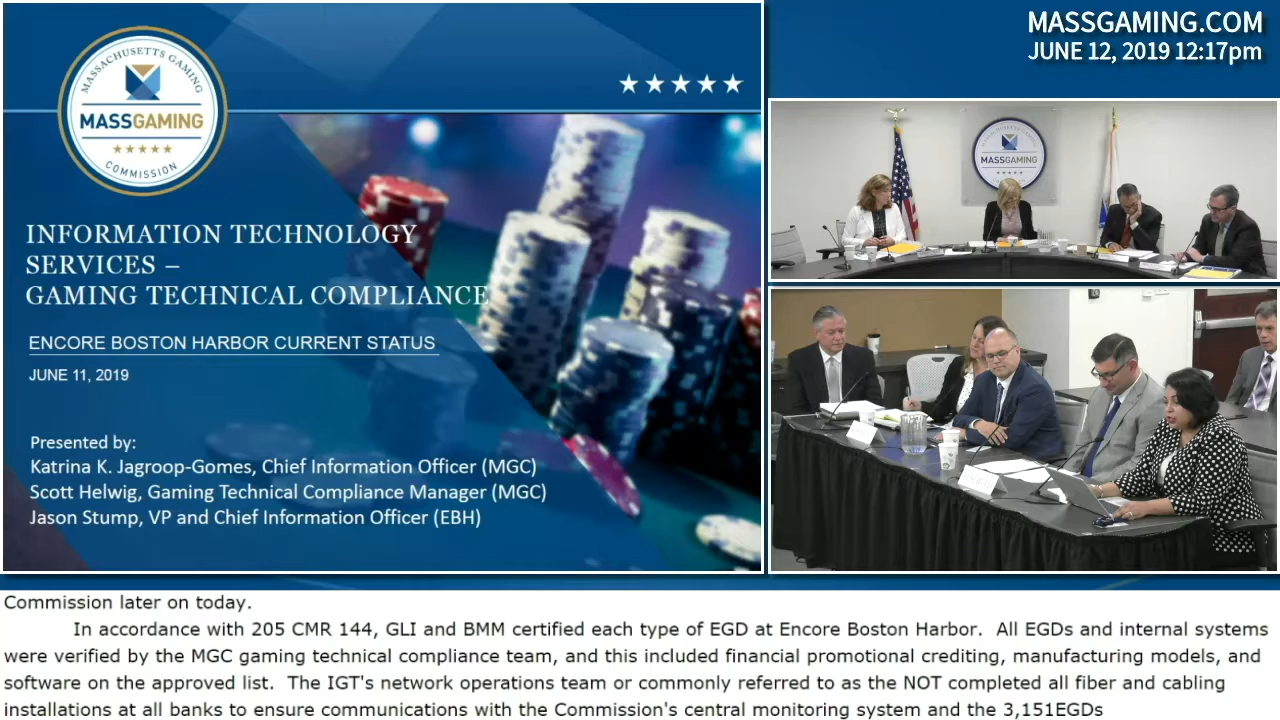 MASSACHUSETTS GAMING
MASSGAMING
COMMISSION
INFORMATION TECHNOLOGY
SERVICES –
GAMING TECHNICAL COMPLIANCE
ENCORE BOSTON HARBOR CURRENT STATUS
JUNE 11, 2019
Presented by:
Katrina K. Jagroop-Gomes, Chief Information Officer (MGC)
Scott Helwig, Gaming Technical Compliance Manager (MGC)
Jason Stump, VP and Chief Information Officer (EBH)
MASSGAMING.COM
JUNE 12, 2019 12:17pm
MASSGAMING
Commission later on today.
In accordance with 205 CMR 144, GLI and BMM certified each type of EGD at Encore Boston Harbor. All EGDs and internal systems
were verified by the MGC gaming technical compliance team, and this included financial promotional crediting, manufacturing models, and
software on the approved list. The IGT's network operations team or commonly referred to as the NOT completed all fiber and cabling
installations at all banks to ensure communications with the Commission's central monitoring system and the 3,151EGDs